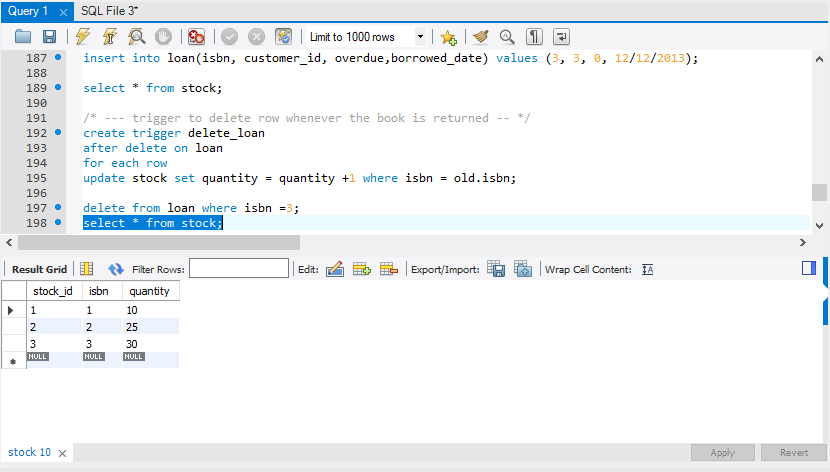 Query 1 × SQL File 3* ×
Limit to 1000 rows
187 insert into loan(isbn, customer_id, overdue,borrowed_date) values (3, 3, 0, 12/12/2013);
188
189 select * from stock;
190
191 /* --- trigger to delete row whenever the book is returned -- */
192 create trigger delete_loan
193 after delete on loan
194 for each row
195 update stock set quantity = quantity +1 where isbn = old.isbn;
196
197 delete from loan where isbn =3;
198 select * from stock;
Result Grid Filter Rows: Edit: Export/Import: Wrap Cell Content: IA
stock_id isbn quantity
1 1 10
2 2 25
3 3 30
NULL NULL NULL
stock 10 × Apply Revert